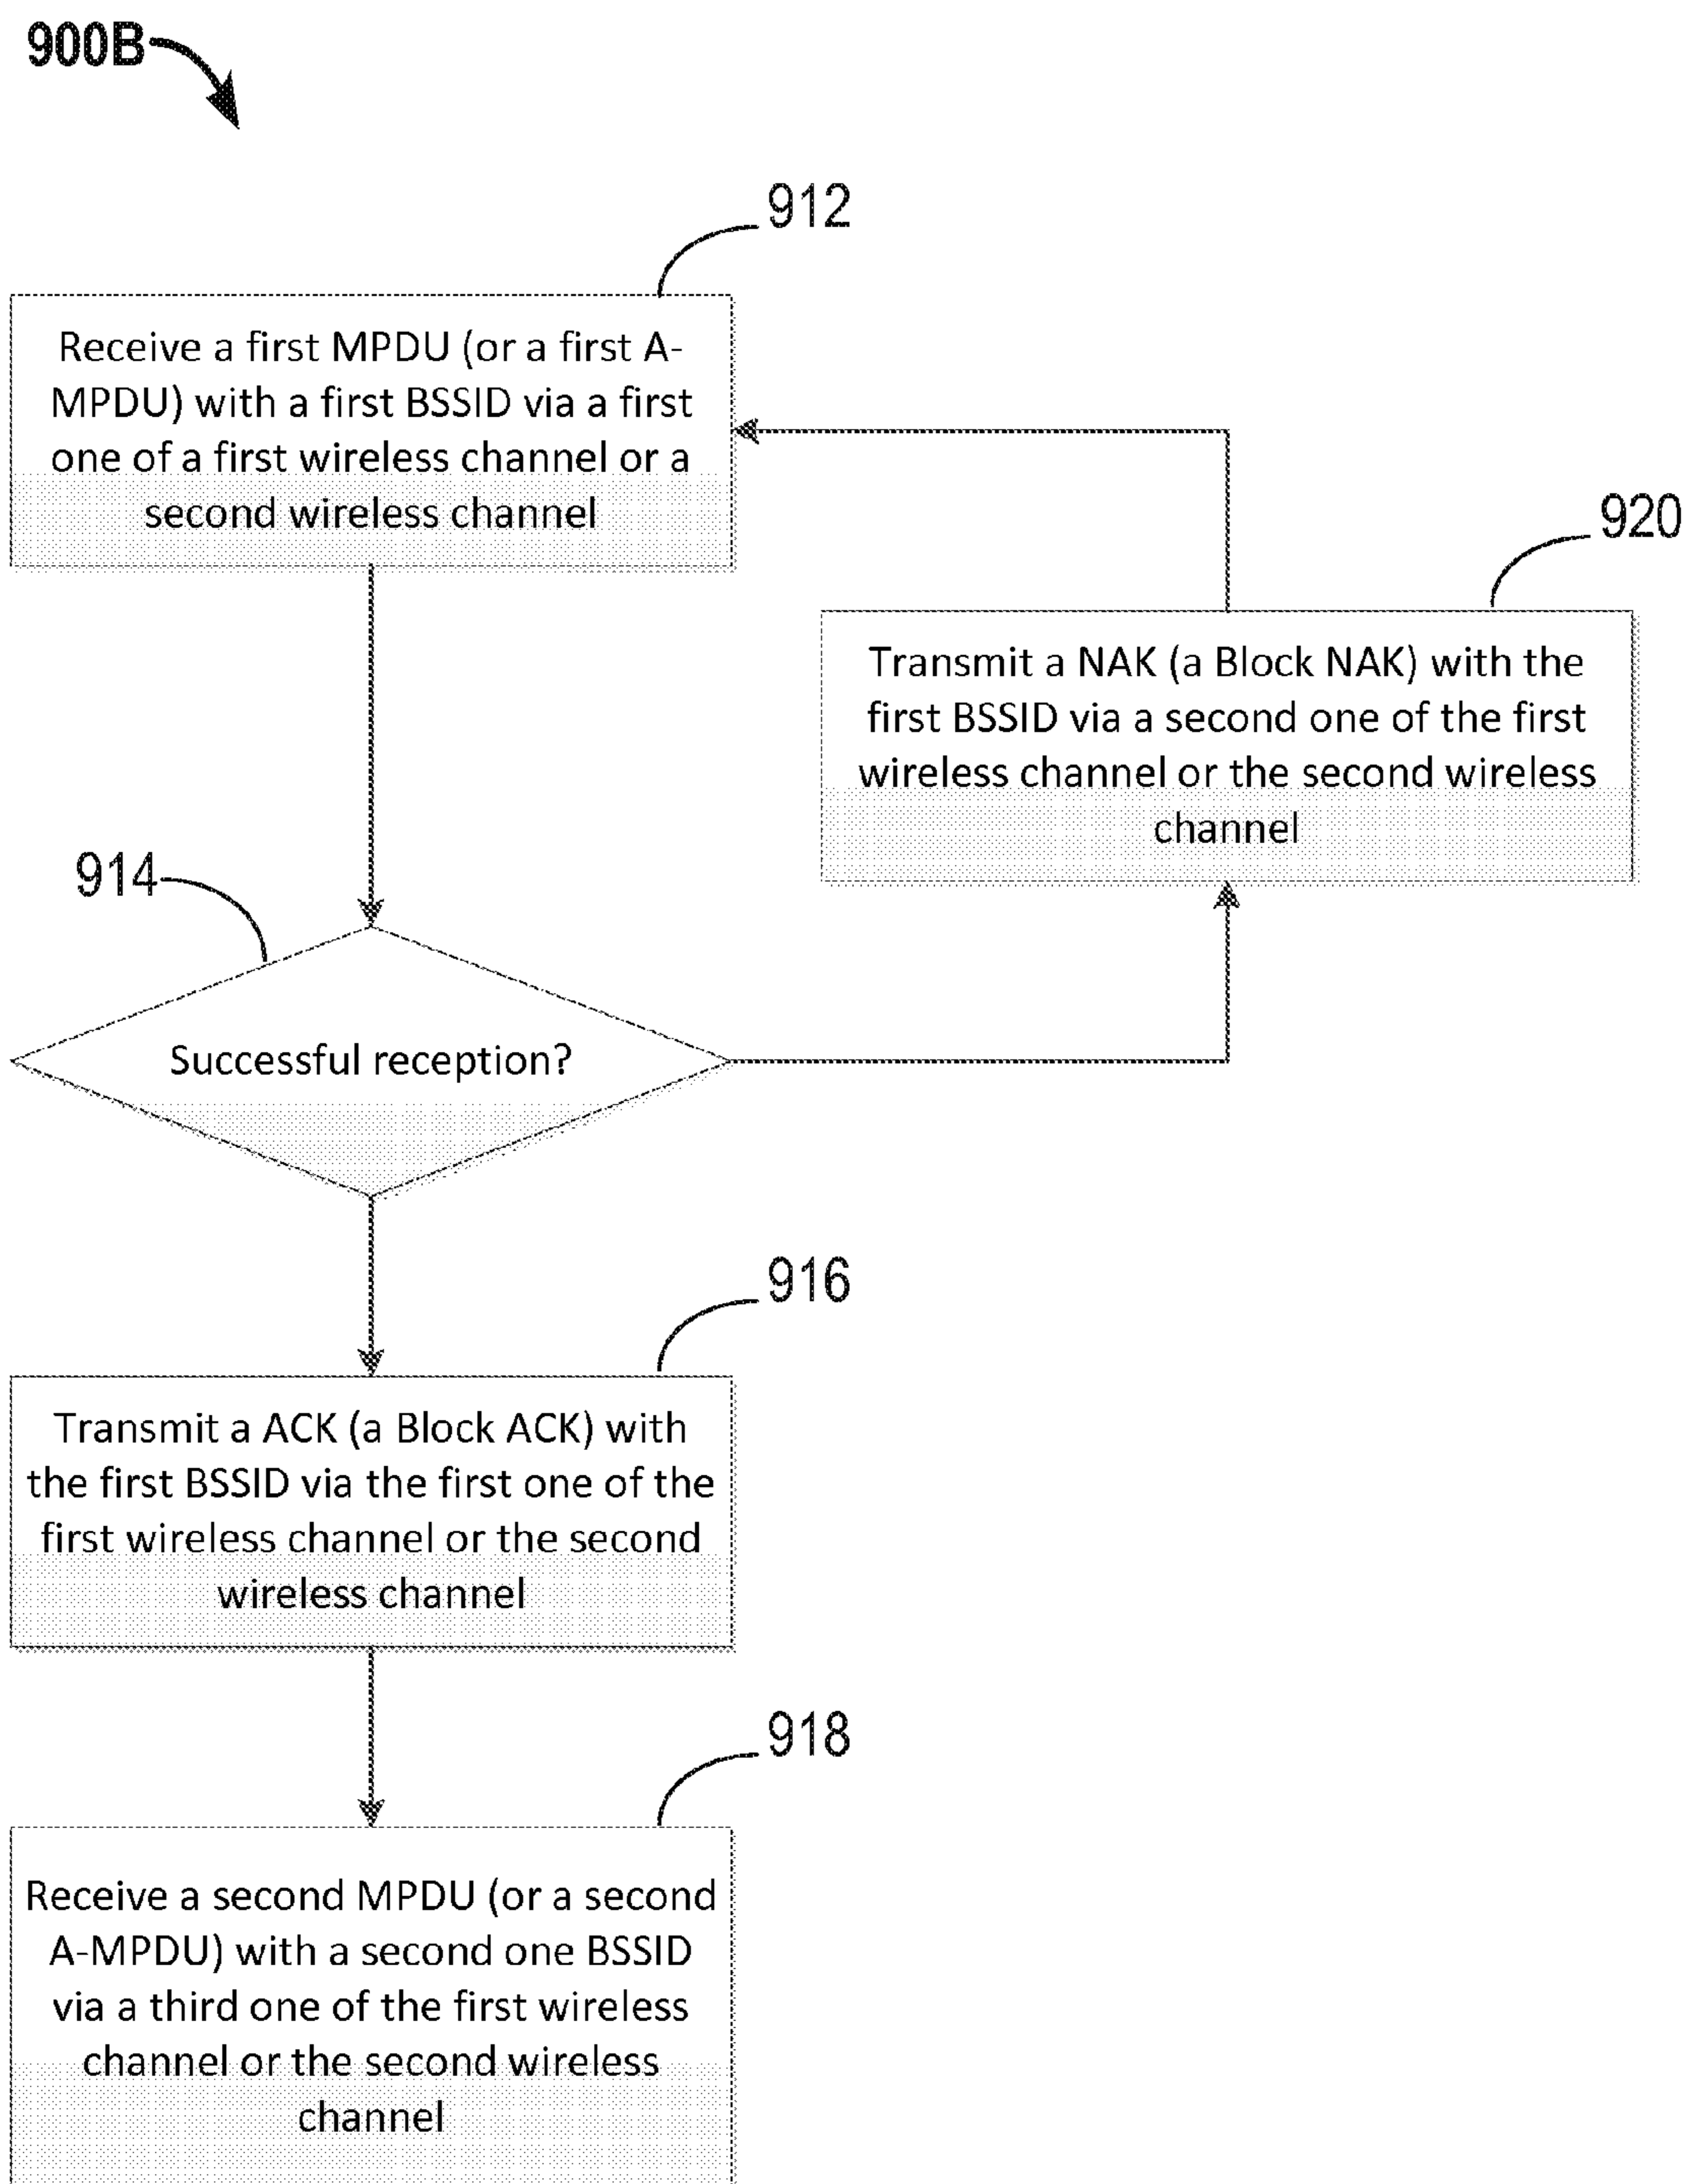 900B
912
Receive a first MPDU (or a first A-
MPDU) with a first BSSID via a first
one of a first wireless channel or a
second wireless channel
920
Transmit a NAK (a Block NAK) with the
first BSSID via a second one of the first
wireless channel or the second wireless
channel
914
Successful reception?
916
Transmit a ACK (a Block ACK) with
the first BSSID via the first one of the
first wireless channel or the second
wireless channel
918
Receive a second MPDU (or a second
A-MPDU) with a second one BSSID
via a third one of the first wireless
channel or the second wireless
channel